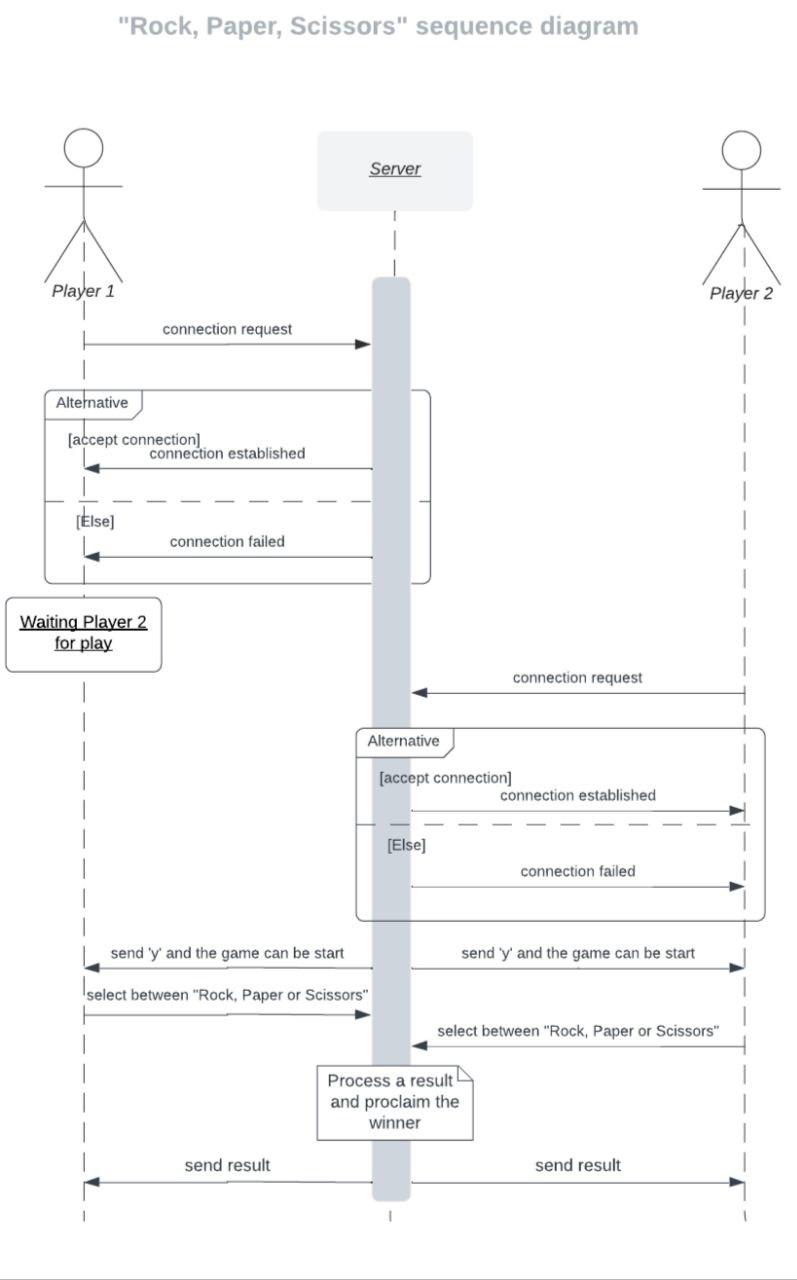 "Rock, Paper, Scissors" sequence diagram
Server
Player 1
Player 2
connection request
Alternative
[accept connection]
connection established
[Else]
connection failed
Waiting Player 2
for play
connection request
Alternative
[accept connection]
connection established
[Else]
connection failed
send 'y' and the game can be start
send 'y' and the game can be start
select between "Rock, Paper or Scissors"
select between "Rock, Paper or Scissors"
Process a result
and proclaim the
winner
send result
send result